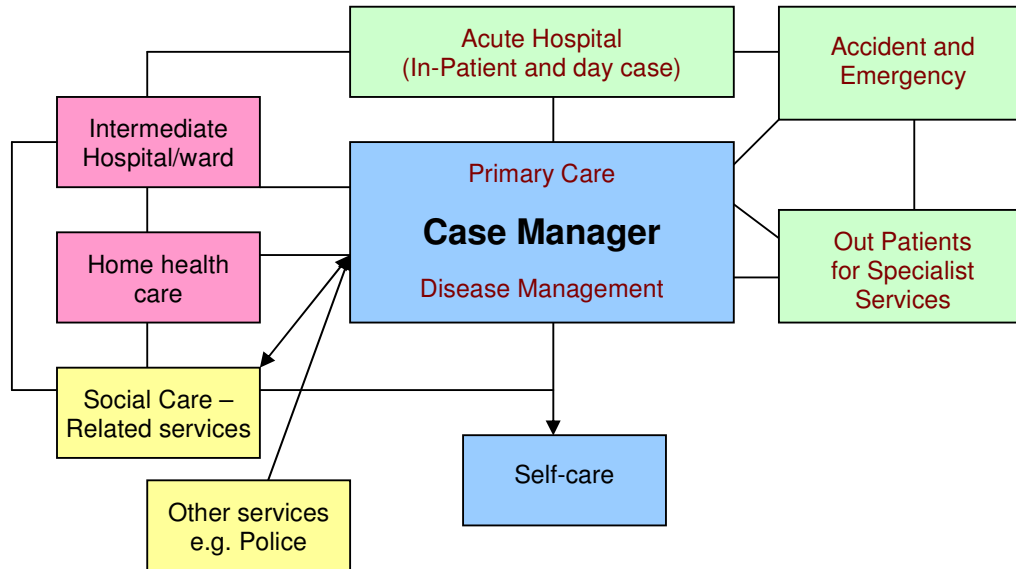 Acute Hospital
(In-Patient and day case)
Accident and
Emergency
Intermediate
Hospital/ward
Primary Care
Case Manager
Disease Management
Home health
care
Out Patients
for Specialist
Services
Social Care –
Related services
Self-care
Other services
e.g. Police